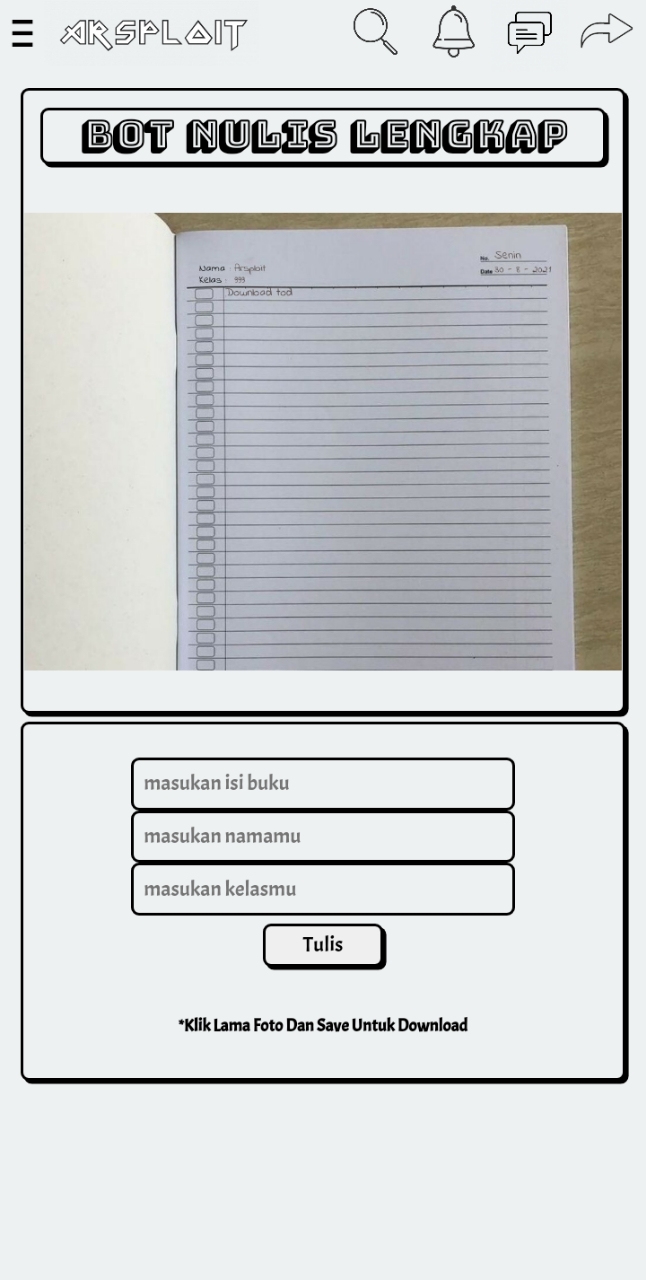 ARSPLOIT
BOT NULIS LENGKAP
No. Senin
Nama : Arsploit
Date 30 - 8 - 2021
Kelas : 999
Download tod
masukan isi buku
masukan namamu
masukan kelasmu
Tulis
*Klik Lama Foto Dan Save Untuk Download